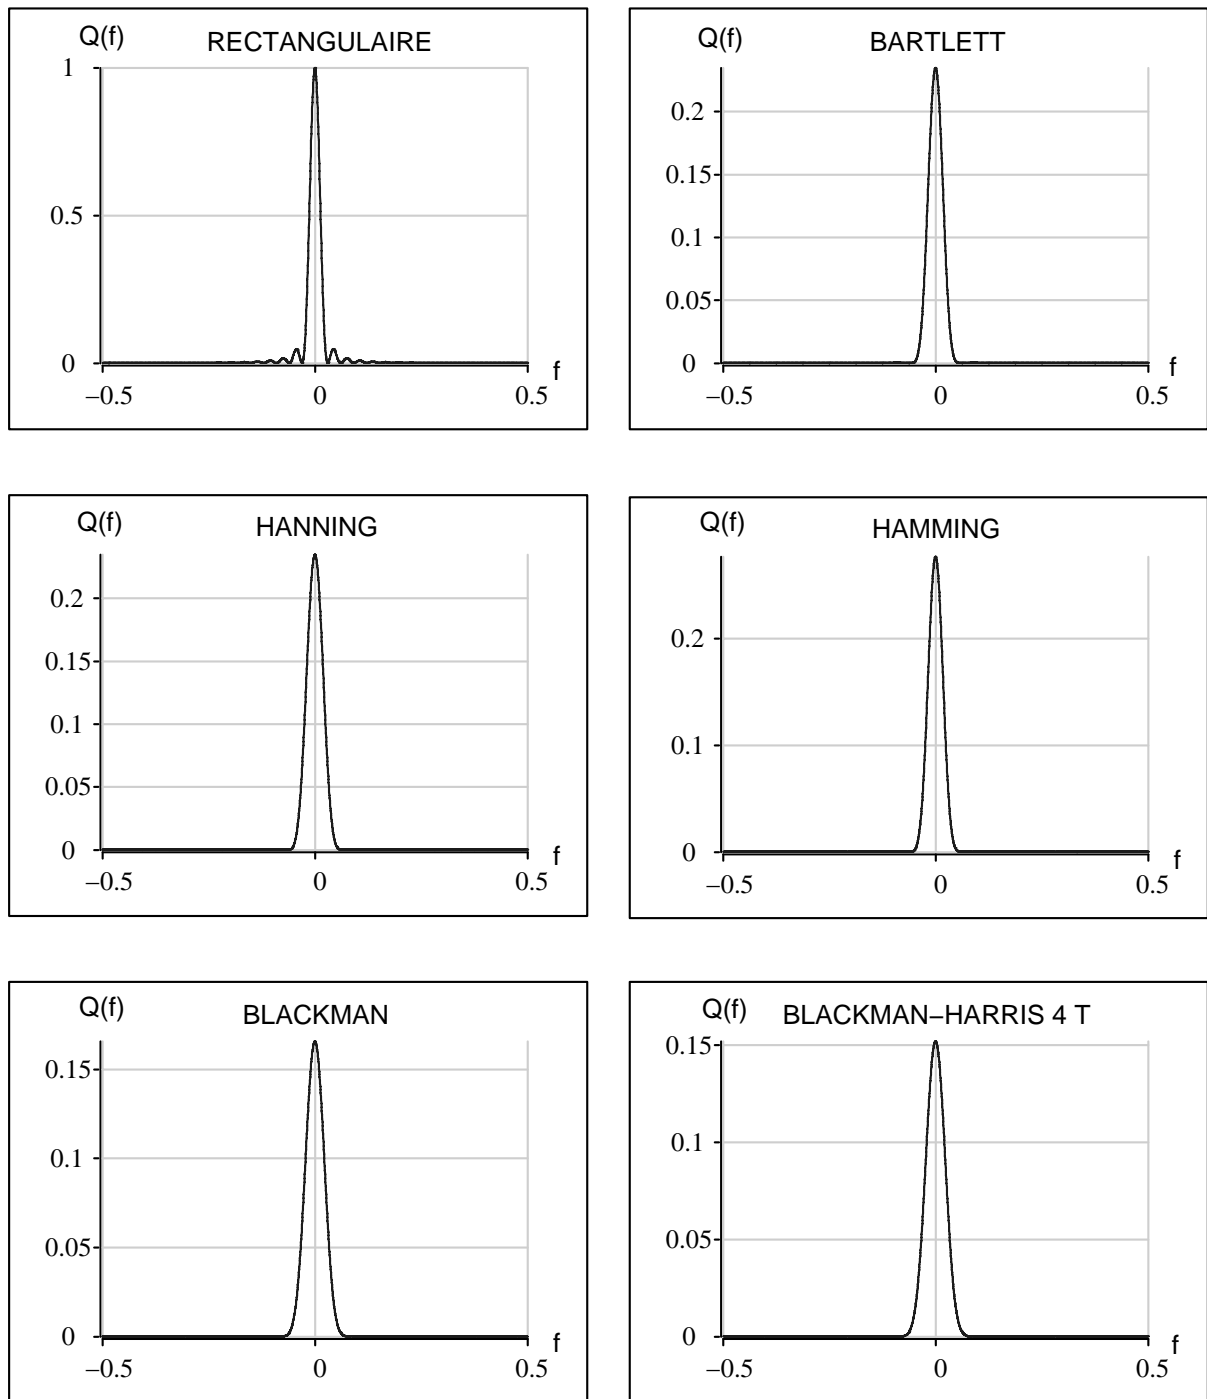 Q(f) RECTANGULAIRE
1
0.5
0
f
−0.5 0 0.5
Q(f) BARTLETT
0.2
0.15
0.1
0.05
0
f
−0.5 0 0.5
Q(f) HANNING
0.2
0.15
0.1
0.05
0
f
−0.5 0 0.5
Q(f) HAMMING
0.2
0.1
0
f
−0.5 0 0.5
Q(f) BLACKMAN
0.15
0.1
0.05
0
f
−0.5 0 0.5
Q(f) BLACKMAN−HARRIS 4 T
0.15
0.1
0.05
0
f
−0.5 0 0.5